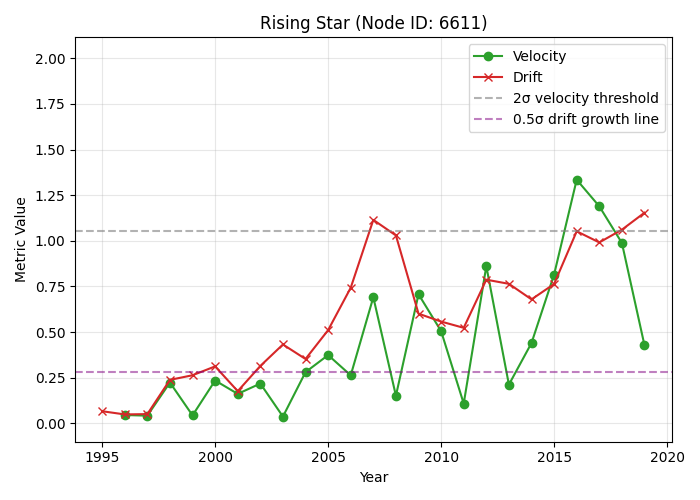 Rising Star (Node ID: 6611)
Velocity
Drift
2σ velocity threshold
0.5σ drift growth line
Metric Value
2.00
1.75
1.50
1.25
1.00
0.75
0.50
0.25
0.00
1995 2000 2005 2010 2015 2020
Year